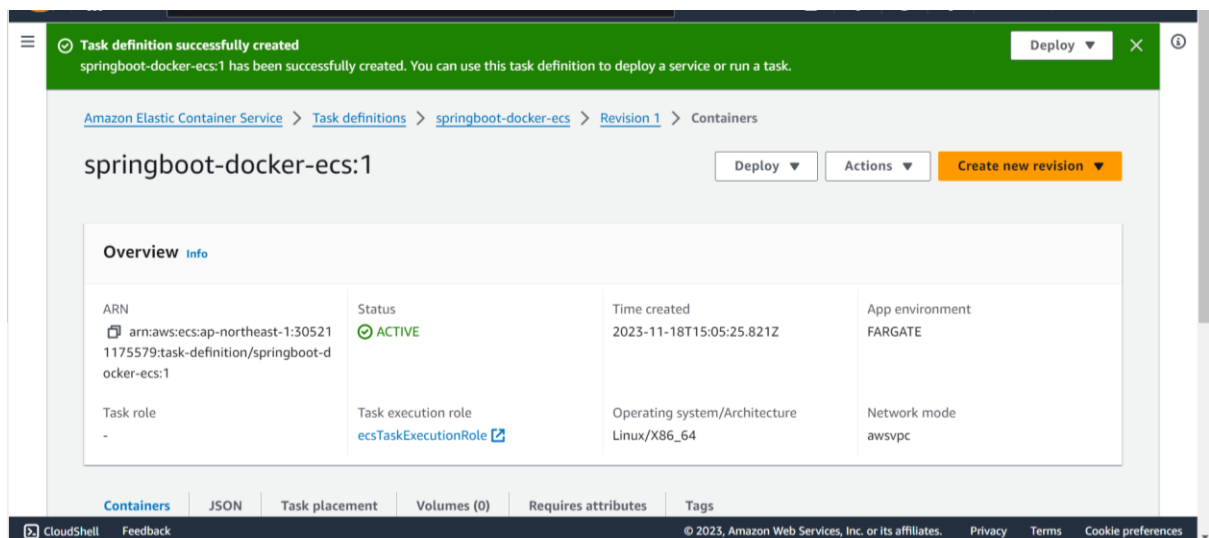 Task definition successfully created
springboot-docker-ecs:1 has been successfully created. You can use this task definition to deploy a service or run a task.
Deploy
Amazon Elastic Container Service > Task definitions > springboot-docker-ecs > Revision 1 > Containers
springboot-docker-ecs:1
Deploy
Actions
Create new revision
Overview Info
ARN
arn:aws:ecs:ap-northeast-1:30521
1175579:task-definition/springboot-d
ocker-ecs:1
Status
ACTIVE
Time created
2023-11-18T15:05:25.821Z
App environment
FARGATE
Task role
-
Task execution role
ecsTaskExecutionRole
Operating system/Architecture
Linux/X86_64
Network mode
awsvpc
Containers JSON Task placement Volumes (0) Requires attributes Tags
CloudShell Feedback © 2023, Amazon Web Services, Inc. or its affiliates. Privacy Terms Cookie preferences